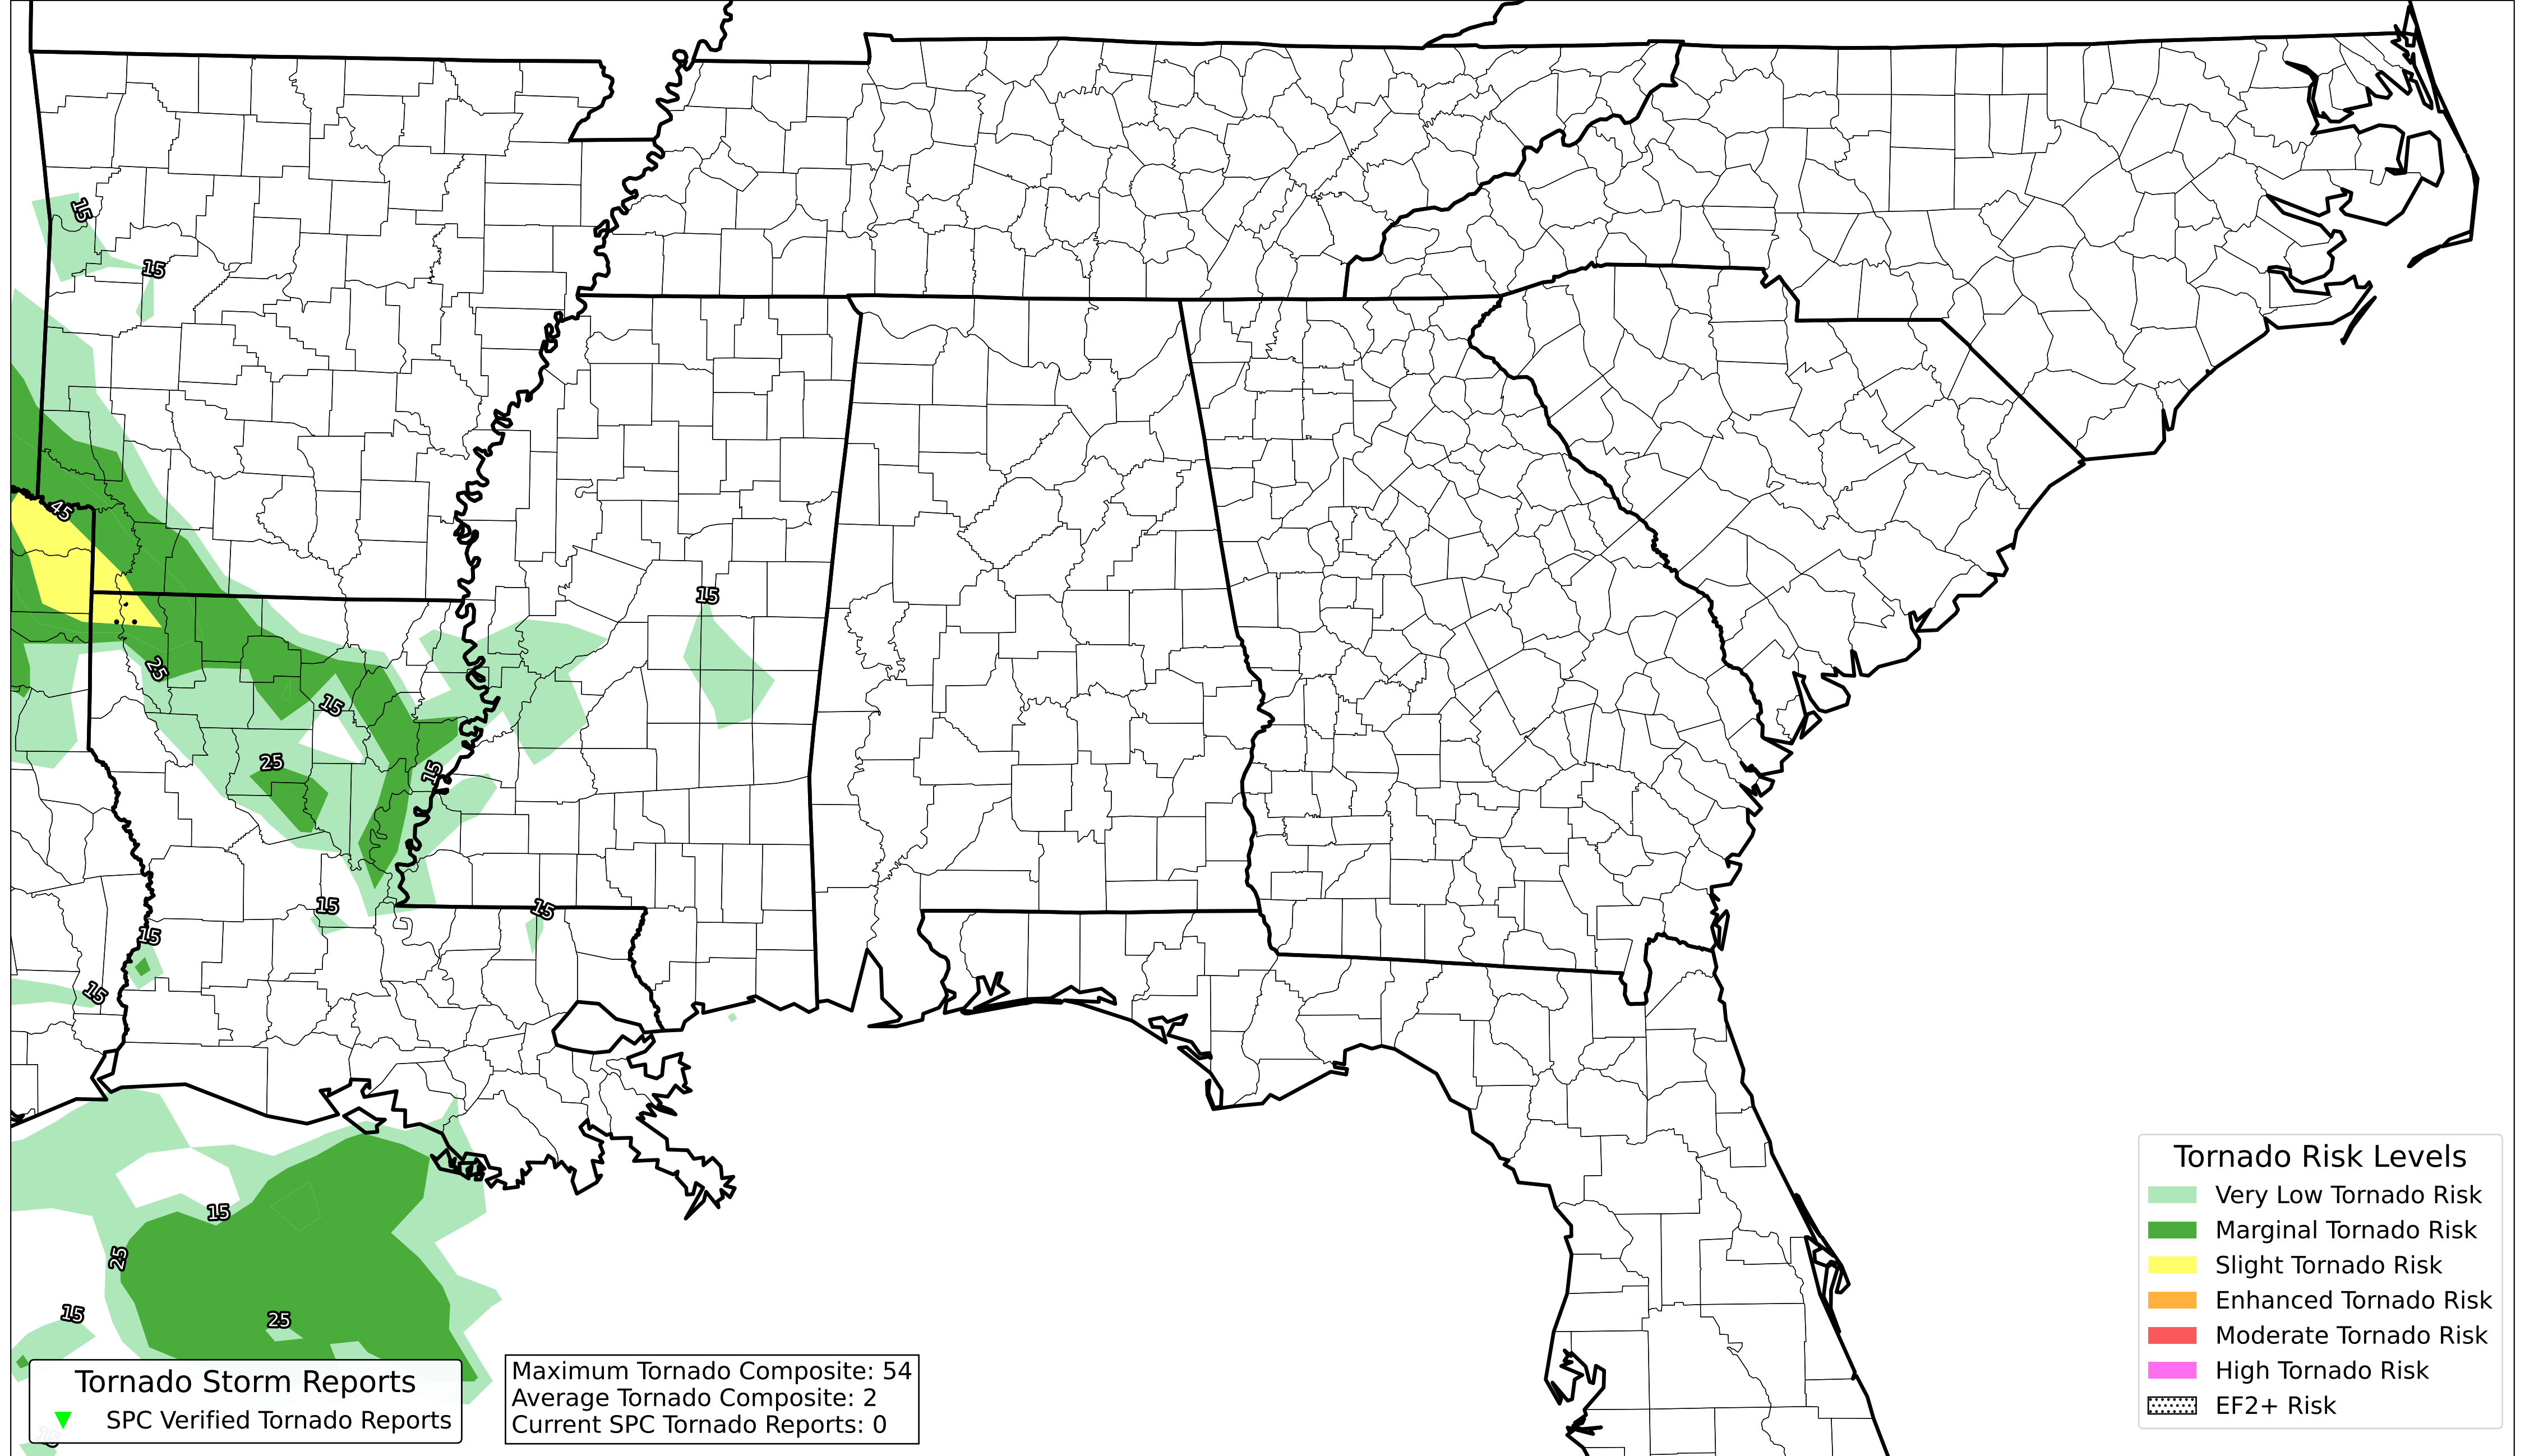 15
15
45
15
25
15
25
15
15
15
15
15
15
25
15
25
Tornado Storm Reports
SPC Verified Tornado Reports
15
Maximum Tornado Composite: 54
Average Tornado Composite: 2
Current SPC Tornado Reports: 0
Tornado Risk Levels
Very Low Tornado Risk
Marginal Tornado Risk
Slight Tornado Risk
Enhanced Tornado Risk
Moderate Tornado Risk
High Tornado Risk
EF2+ Risk